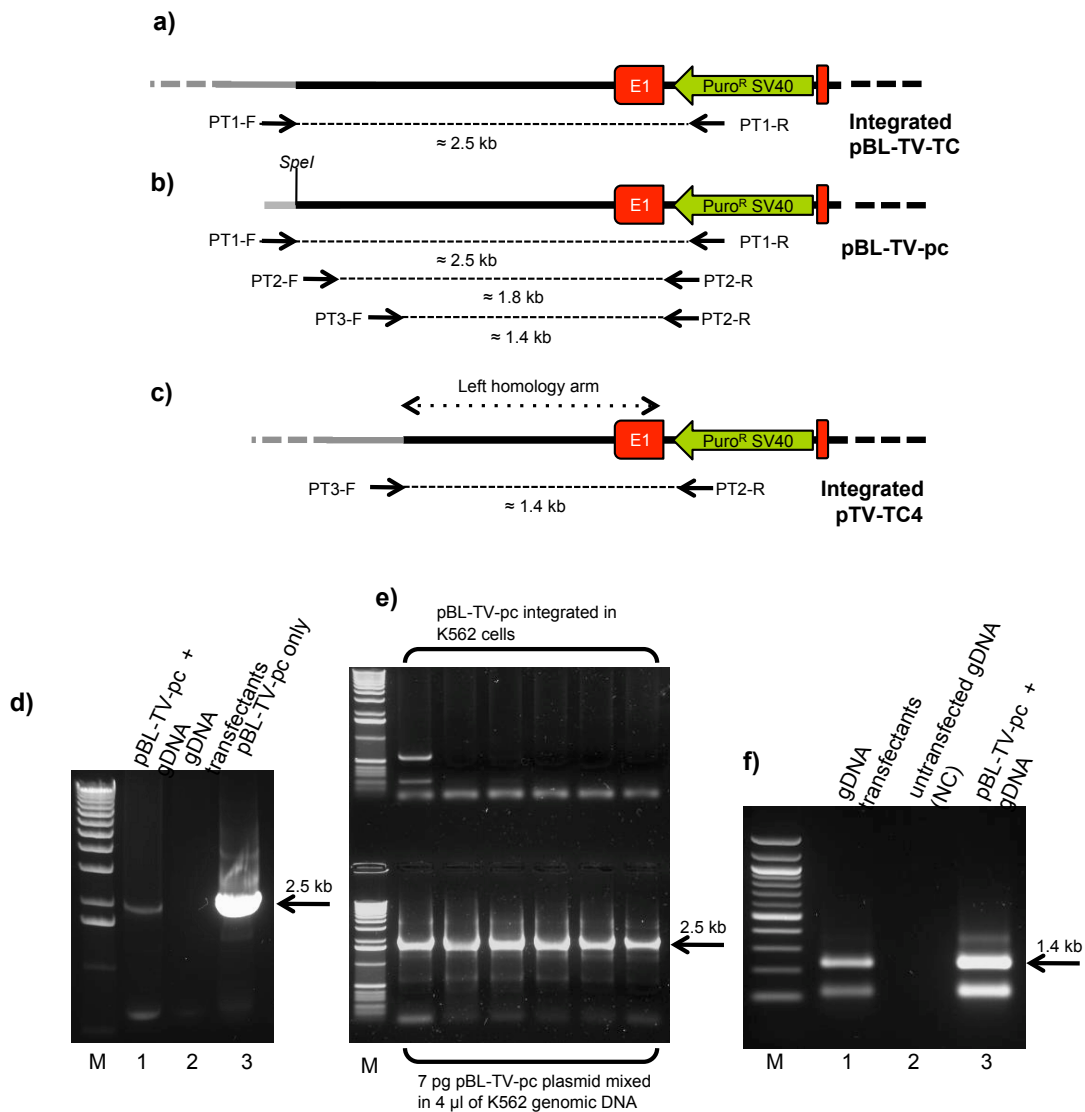 a)
E1
Puroᴿ SV40
PT1-F
PT1-R
≈ 2.5 kb
Integrated
pBL-TV-TC
SpeI
b)
E1
Puroᴿ SV40
PT1-F
PT1-R
≈ 2.5 kb
pBL-TV-pc
PT2-F
PT2-R
≈ 1.8 kb
PT3-F
PT2-R
≈ 1.4 kb
c)
Left homology arm
E1
Puroᴿ SV40
PT3-F
PT2-R
≈ 1.4 kb
Integrated
pTV-TC4
d)
pBL-TV-pc +
gDNA
gDNA
transfectants
pBL-TV-pc only
2.5 kb
M 1 2 3
e)
pBL-TV-pc integrated in
K562 cells
2.5 kb
M
7 pg pBL-TV-pc plasmid mixed
in 4 µl of K562 genomic DNA
f)
gDNA
transfectants
untransfected gDNA
(NC)
pBL-TV-pc +
gDNA
1.4 kb
M 1 2 3